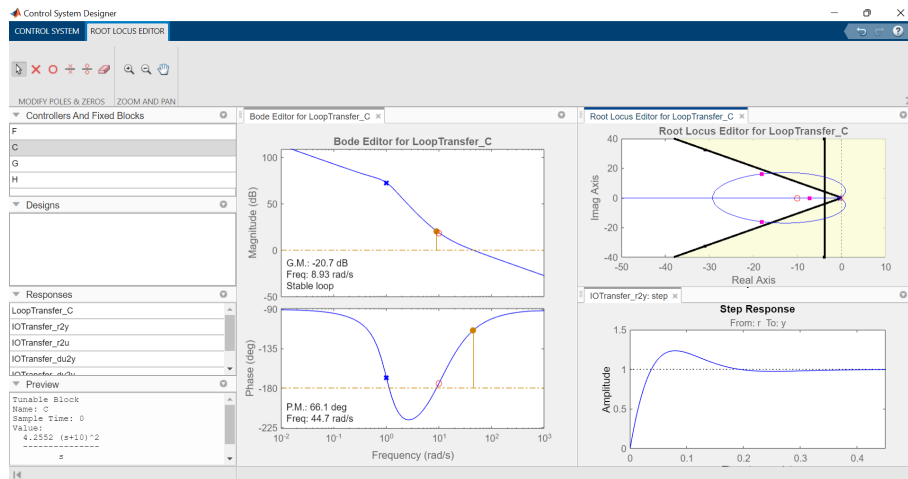 Control System Designer
CONTROL SYSTEM
ROOT LOCUS EDITOR
?
MODIFY POLES & ZEROS
ZOOM AND PAN
Controllers And Fixed Blocks
F
C
G
H
Designs
Responses
LoopTransfer_C
IOTransfer_r2y
IOTransfer_r2u
IOTransfer_du2y
Preview
Tunable Block
Name: C
Sample Time: 0
Value:
4.2552 (s+10)^2
---------------
s
Bode Editor for LoopTransfer_C ×
Bode Editor for LoopTransfer_C
100
50
0
-50
Magnitude (dB)
G.M.: -20.7 dB
Freq: 8.93 rad/s
Stable loop
-90
-135
-180
-225
Phase (deg)
P.M.: 66.1 deg
Freq: 44.7 rad/s
10^-2
10^-1
10^0
10^1
10^2
10^3
Frequency (rad/s)
Root Locus Editor for LoopTransfer_C ×
Root Locus Editor for LoopTransfer_C
40
20
0
-20
-40
Imag Axis
-50
-40
-30
-20
-10
0
10
Real Axis
IOTransfer_r2y: step ×
Step Response
From: r To: y
1.5
1
0.5
0
Amplitude
0
0.1
0.2
0.3
0.4